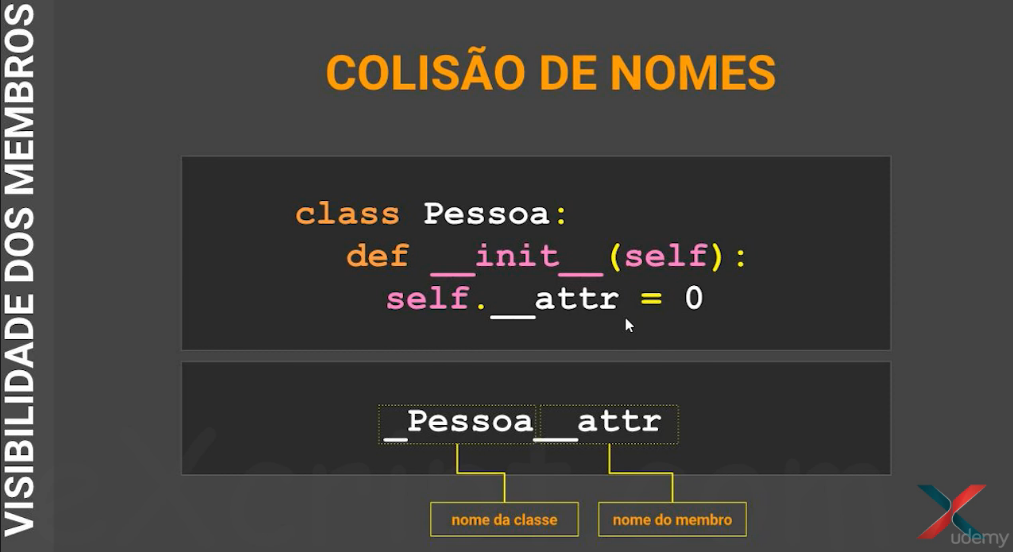 VISIBILIDADE DOS MEMBROS
COLISÃO DE NOMES
class Pessoa:
def __init__(self):
self.__attr = 0
_Pessoa__attr
nome da classe
nome do membro
udemy